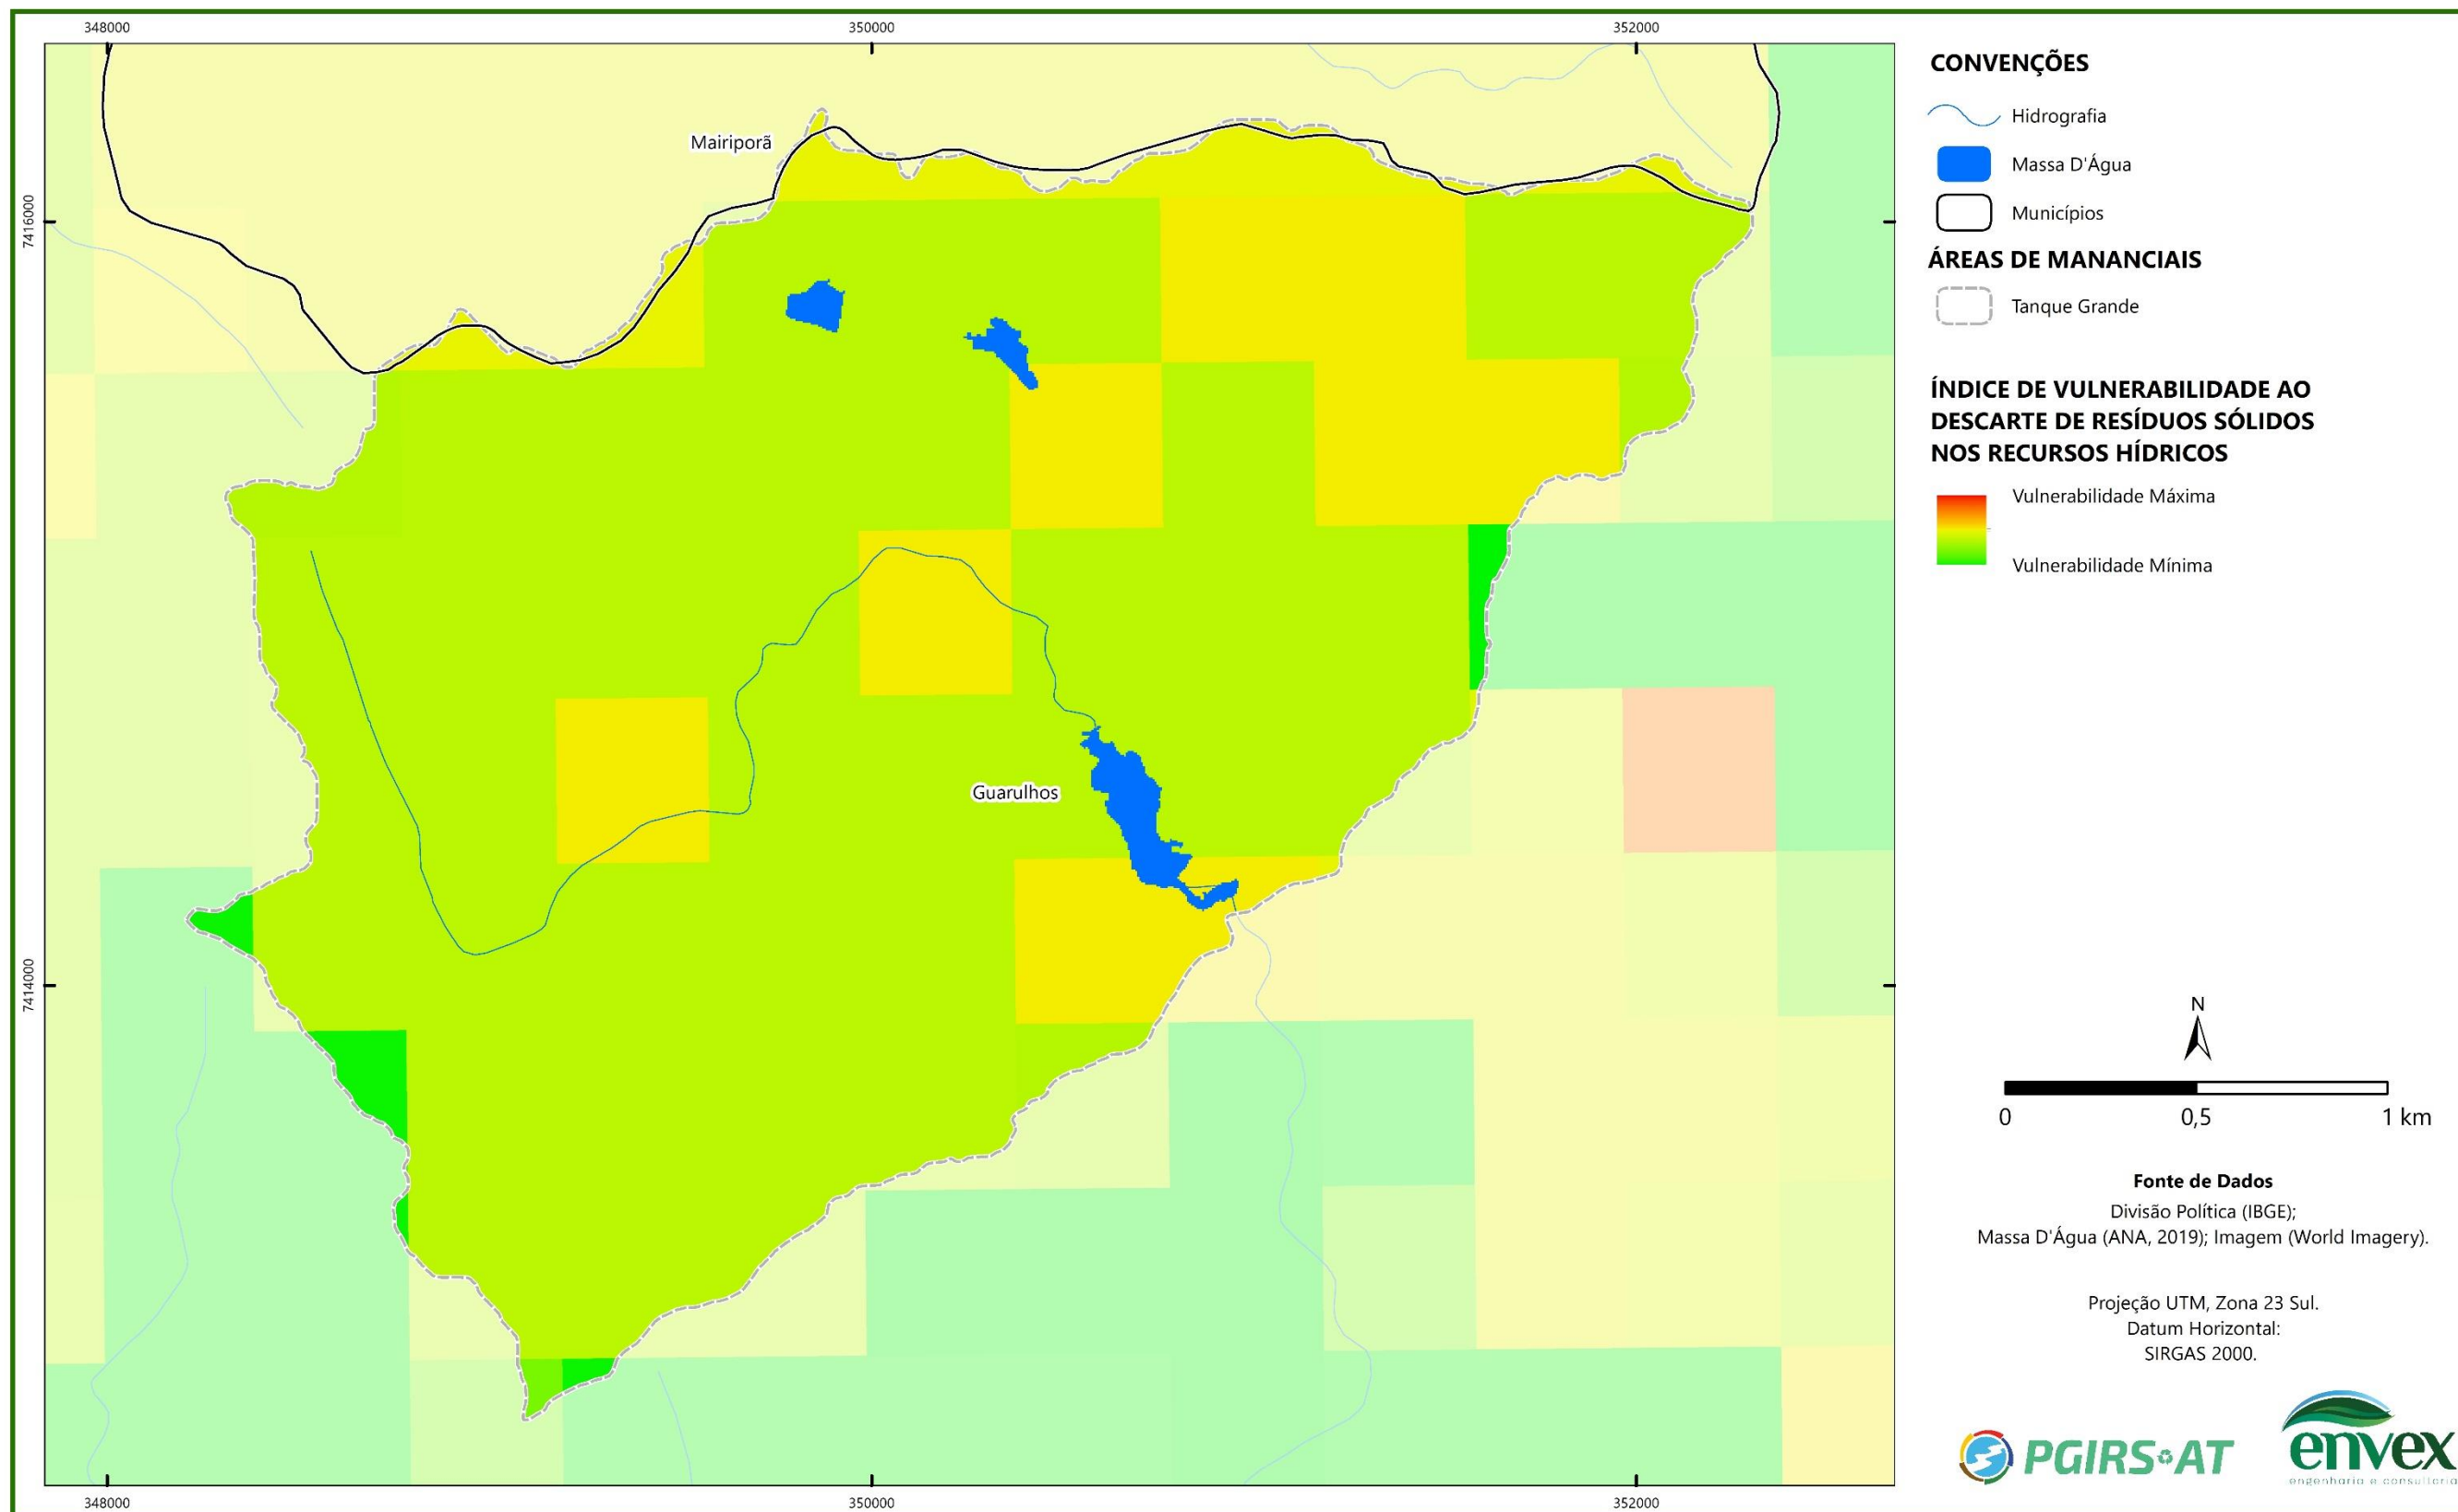 348000
350000
352000
7416000
7414000
Mairiporã
Guarulhos
348000
350000
352000
CONVENÇÕES
Hidrografia
Massa D'Água
Municípios
ÁREAS DE MANANCIAIS
Tanque Grande
ÍNDICE DE VULNERABILIDADE AO
DESCARTE DE RESÍDUOS SÓLIDOS
NOS RECURSOS HÍDRICOS
Vulnerabilidade Máxima
Vulnerabilidade Mínima
N
0 0,5 1 km
Fonte de Dados
Divisão Política (IBGE);
Massa D'Água (ANA, 2019); Imagem (World Imagery).
Projeção UTM, Zona 23 Sul.
Datum Horizontal:
SIRGAS 2000.
PGIRS AT
envex
engenharia e consultoria